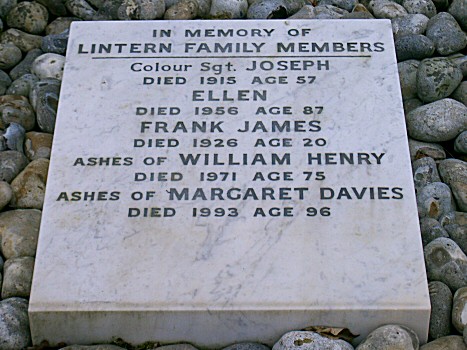 IN MEMORY OF
LINTERN FAMILY MEMBERS
Colour Sgt. JOSEPH
DIED 1915 AGE 57
ELLEN
DIED 1956 AGE 87
FRANK JAMES
DIED 1926 AGE 20
ASHES OF WILLIAM HENRY
DIED 1971 AGE 75
ASHES OF MARGARET DAVIES
DIED 1993 AGE 96